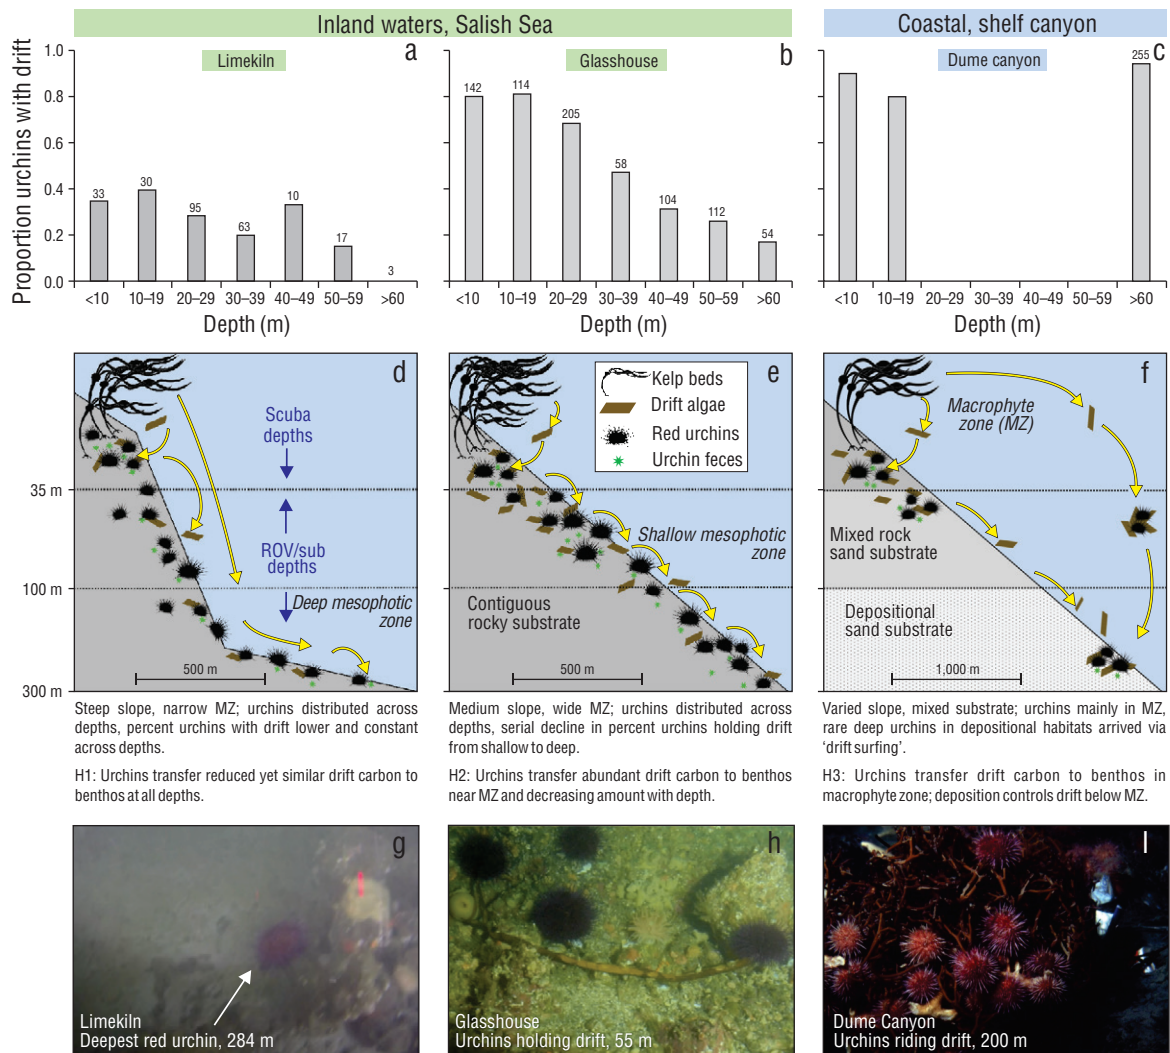 Inland waters, Salish Sea
Coastal, shelf canyon
a
Limekiln
Proportion urchins with drift
1.0
0.8
0.6
0.4
0.2
0.0
33
30
95
63
10
17
3
<10
10–19
20–29
30–39
40–49
50–59
>60
Depth (m)
b
Glasshouse
142
114
205
58
104
112
54
<10
10–19
20–29
30–39
40–49
50–59
>60
Depth (m)
c
Dume canyon
255
<10
10–19
20–29
30–39
40–49
50–59
>60
Depth (m)
d
Scuba
depths
35 m
ROV/sub
depths
100 m
Deep mesophotic
zone
500 m
300 m
e
Kelp beds
Drift algae
Red urchins
Urchin feces
Shallow mesophotic
zone
Contiguous
rocky substrate
500 m
f
Macrophyte
zone (MZ)
Mixed rock
sand substrate
Depositional
sand substrate
1,000 m
Steep slope, narrow MZ; urchins distributed across
depths, percent urchins with drift lower and constant
across depths.
H1: Urchins transfer reduced yet similar drift carbon to
benthos at all depths.
Medium slope, wide MZ; urchins distributed across
depths, serial decline in percent urchins holding drift
from shallow to deep.
H2: Urchins transfer abundant drift carbon to benthos
near MZ and decreasing amount with depth.
Varied slope, mixed substrate; urchins mainly in MZ,
rare deep urchins in depositional habitats arrived via
‘drift surfing’.
H3: Urchins transfer drift carbon to benthos in
macrophyte zone; deposition controls drift below MZ.
g
Limekiln
Deepest red urchin, 284 m
h
Glasshouse
Urchins holding drift, 55 m
I
Dume Canyon
Urchins riding drift, 200 m